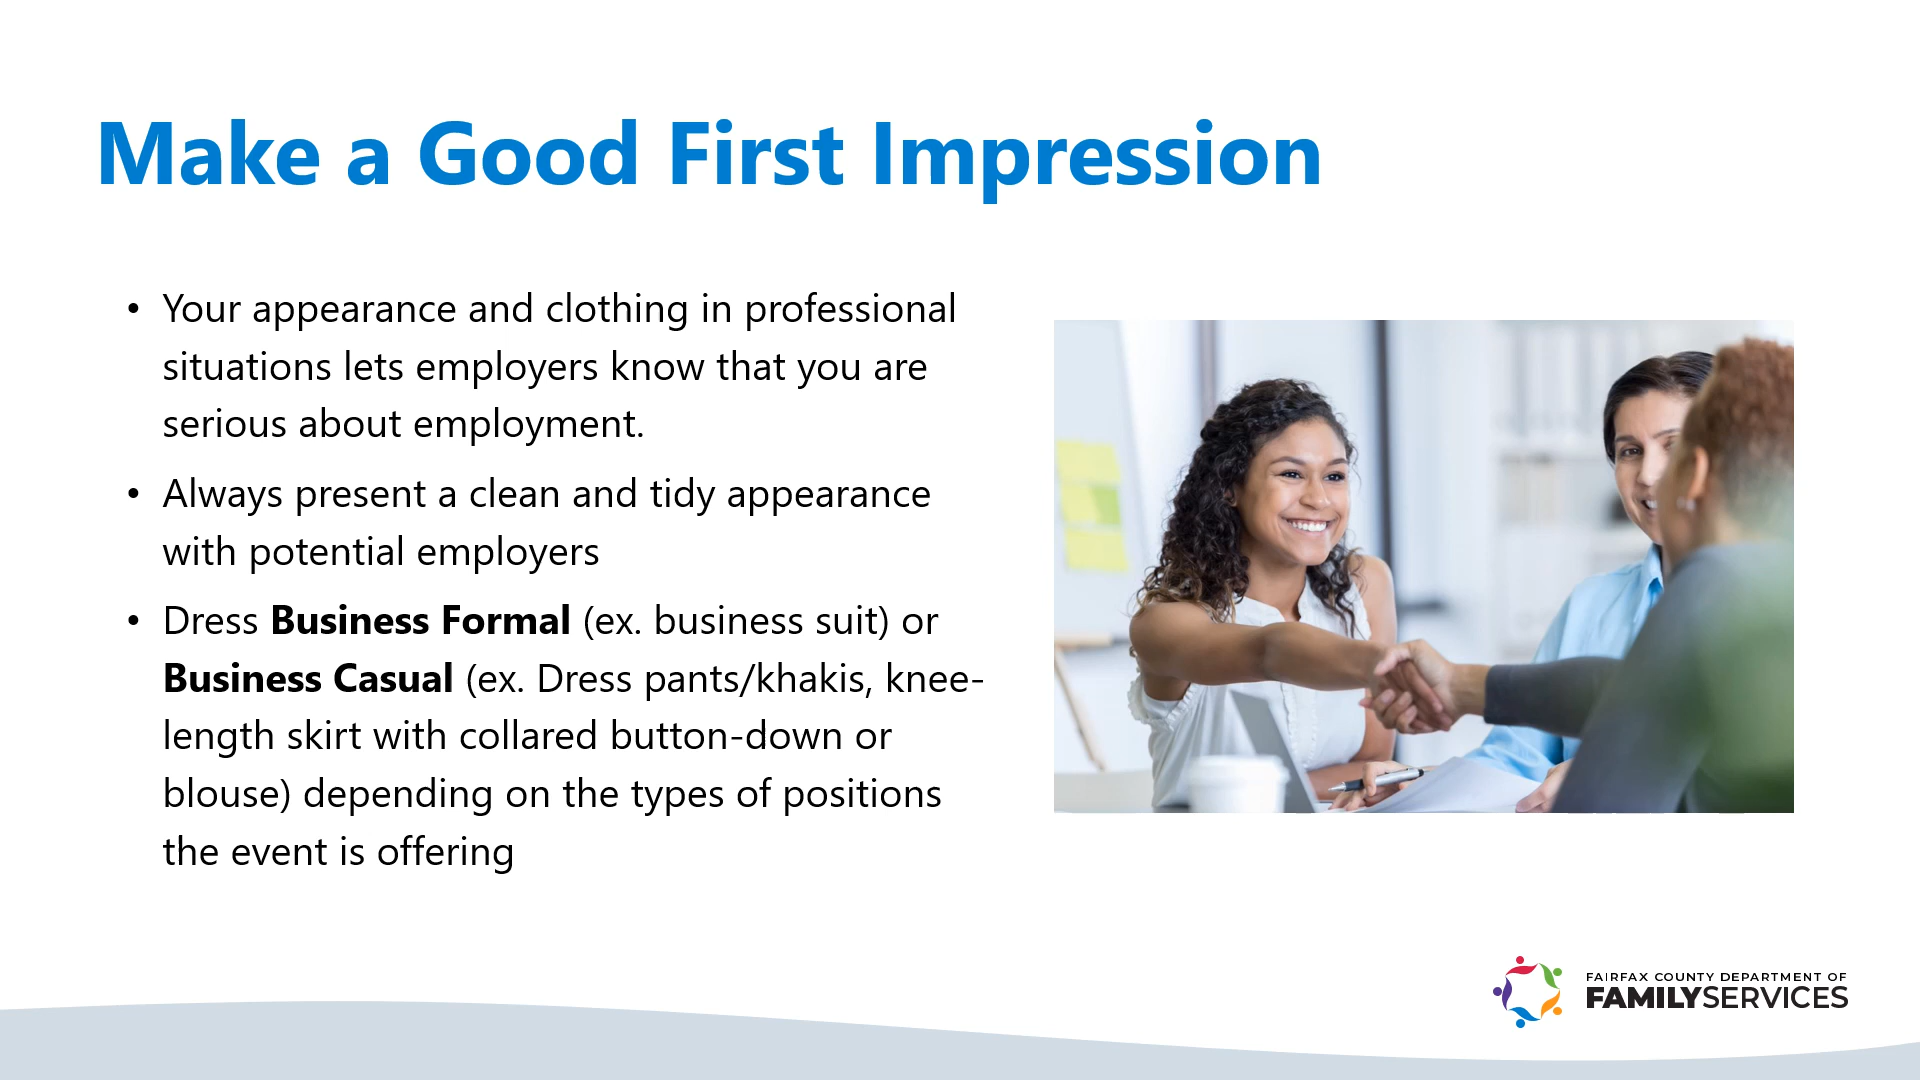 Make a Good First Impression
• Your appearance and clothing in professional
situations lets employers know that you are
serious about employment.
• Always present a clean and tidy appearance
with potential employers
• Dress Business Formal (ex. business suit) or
Business Casual (ex. Dress pants/khakis, knee-
length skirt with collared button-down or
blouse) depending on the types of positions
the event is offering
FAIRFAX COUNTY DEPARTMENT OF
FAMILYSERVICES